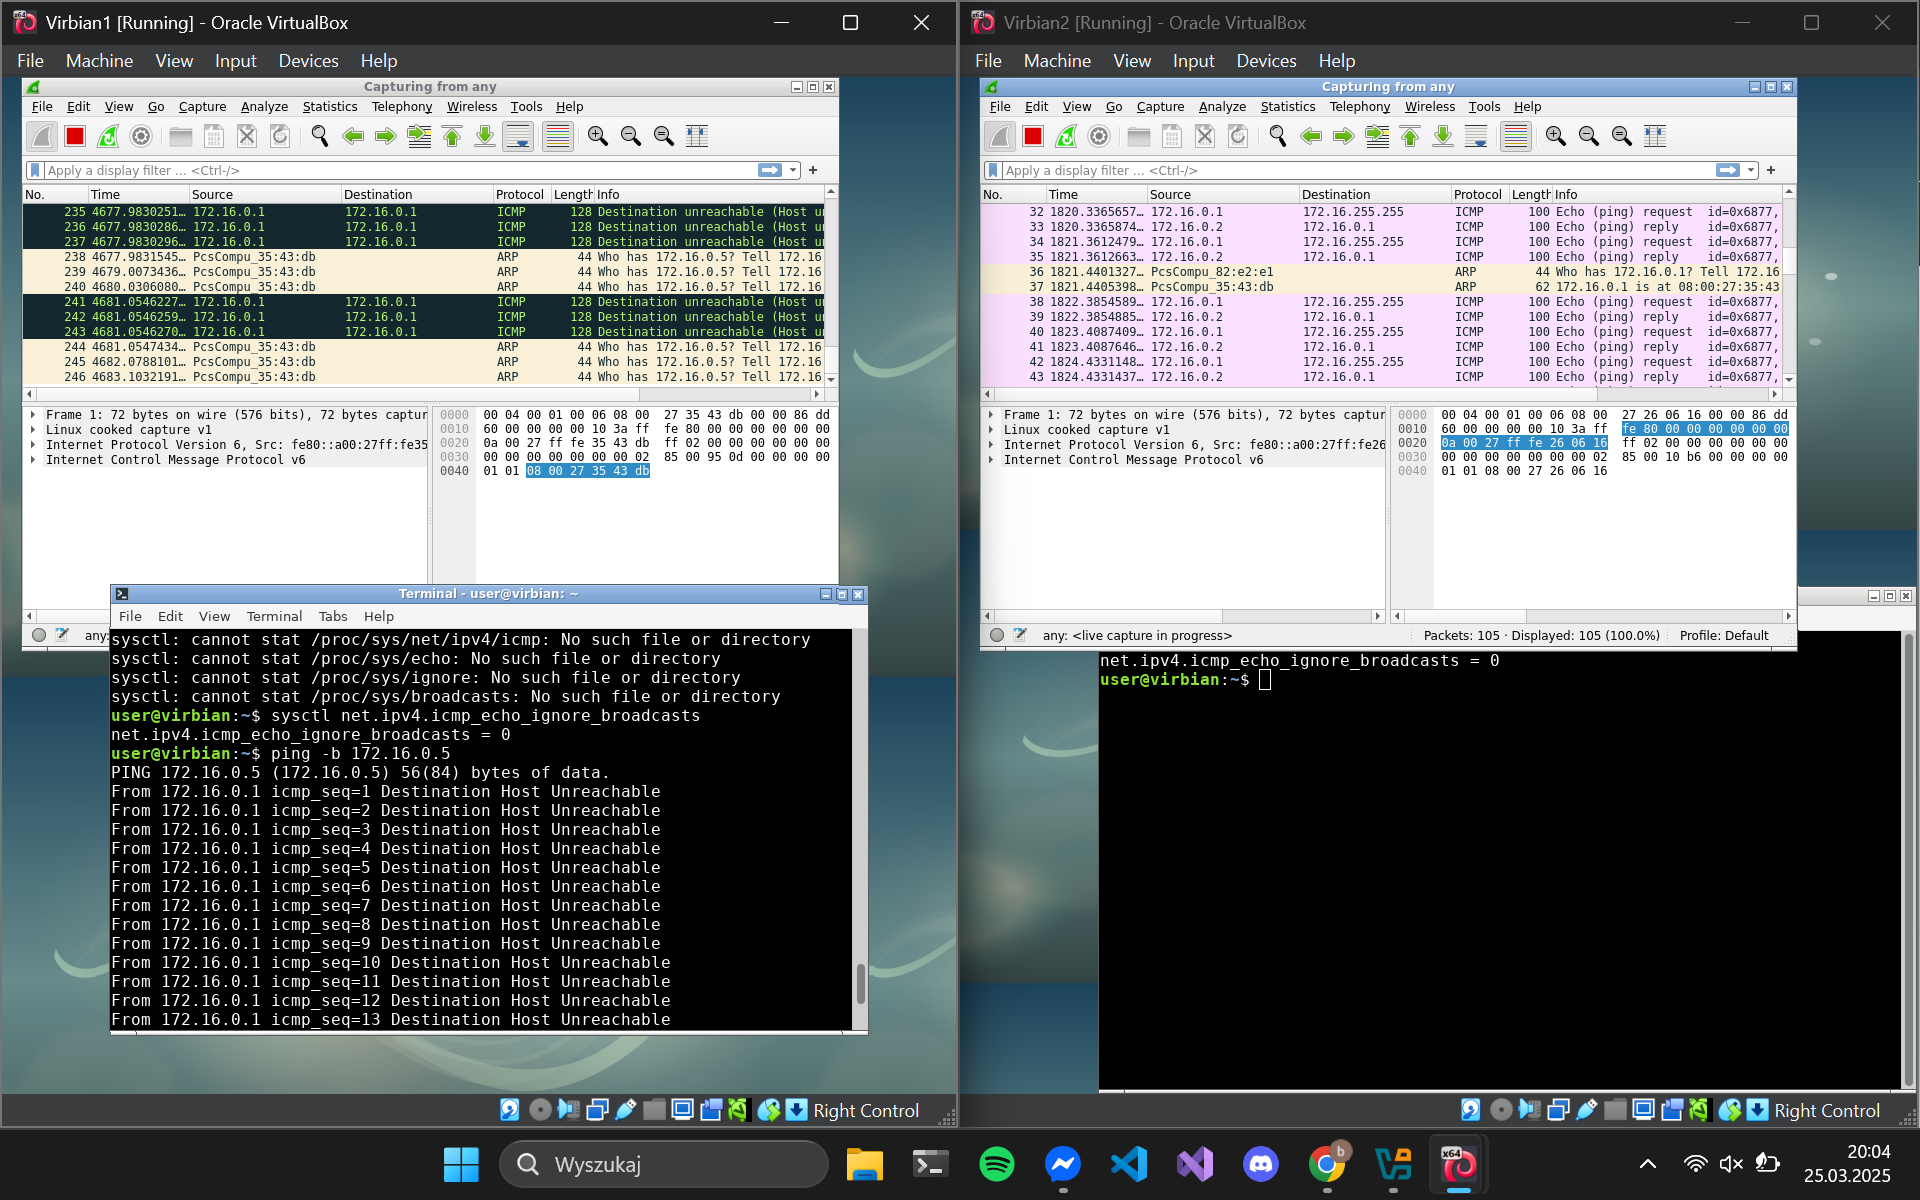 Virbian1 [Running] - Oracle VirtualBox
File Machine View Input Devices Help
Capturing from any
File Edit View Go Capture Analyze Statistics Telephony Wireless Tools Help
Apply a display filter ... <Ctrl-/>
No. Time Source Destination Protocol Length Info
235 4677.9830251... 172.16.0.1 172.16.0.1 ICMP 128 Destination unreachable (Host u
236 4677.9830286... 172.16.0.1 172.16.0.1 ICMP 128 Destination unreachable (Host u
237 4677.9830296... 172.16.0.1 172.16.0.1 ICMP 128 Destination unreachable (Host u
238 4677.9831545... PcsCompu_35:43:db ARP 44 Who has 172.16.0.5? Tell 172.16
239 4679.0073436... PcsCompu_35:43:db ARP 44 Who has 172.16.0.5? Tell 172.16
240 4680.0306080... PcsCompu_35:43:db ARP 44 Who has 172.16.0.5? Tell 172.16
241 4681.0546227... 172.16.0.1 172.16.0.1 ICMP 128 Destination unreachable (Host u
242 4681.0546259... 172.16.0.1 172.16.0.1 ICMP 128 Destination unreachable (Host u
243 4681.0546270... 172.16.0.1 172.16.0.1 ICMP 128 Destination unreachable (Host u
244 4681.0547434... PcsCompu_35:43:db ARP 44 Who has 172.16.0.5? Tell 172.16
245 4682.0788101... PcsCompu_35:43:db ARP 44 Who has 172.16.0.5? Tell 172.16
246 4683.1032191... PcsCompu_35:43:db ARP 44 Who has 172.16.0.5? Tell 172.16
Frame 1: 72 bytes on wire (576 bits), 72 bytes captur
Linux cooked capture v1
Internet Protocol Version 6, Src: fe80::a00:27ff:fe35
Internet Control Message Protocol v6
0000 00 04 00 01 00 06 08 00 27 35 43 db 00 00 86 dd
0010 60 00 00 00 00 10 3a ff fe 80 00 00 00 00 00 00
0020 0a 00 27 ff fe 35 43 db ff 02 00 00 00 00 00 00
0030 00 00 00 00 00 00 00 02 85 00 95 0d 00 00 00 00
0040 01 01 08 00 27 35 43 db
any:
Terminal - user@virbian: ~
File Edit View Terminal Tabs Help
sysctl: cannot stat /proc/sys/net/ipv4/icmp: No such file or directory
sysctl: cannot stat /proc/sys/echo: No such file or directory
sysctl: cannot stat /proc/sys/ignore: No such file or directory
sysctl: cannot stat /proc/sys/broadcasts: No such file or directory
user@virbian:~$ sysctl net.ipv4.icmp_echo_ignore_broadcasts
net.ipv4.icmp_echo_ignore_broadcasts = 0
user@virbian:~$ ping -b 172.16.0.5
PING 172.16.0.5 (172.16.0.5) 56(84) bytes of data.
From 172.16.0.1 icmp_seq=1 Destination Host Unreachable
From 172.16.0.1 icmp_seq=2 Destination Host Unreachable
From 172.16.0.1 icmp_seq=3 Destination Host Unreachable
From 172.16.0.1 icmp_seq=4 Destination Host Unreachable
From 172.16.0.1 icmp_seq=5 Destination Host Unreachable
From 172.16.0.1 icmp_seq=6 Destination Host Unreachable
From 172.16.0.1 icmp_seq=7 Destination Host Unreachable
From 172.16.0.1 icmp_seq=8 Destination Host Unreachable
From 172.16.0.1 icmp_seq=9 Destination Host Unreachable
From 172.16.0.1 icmp_seq=10 Destination Host Unreachable
From 172.16.0.1 icmp_seq=11 Destination Host Unreachable
From 172.16.0.1 icmp_seq=12 Destination Host Unreachable
From 172.16.0.1 icmp_seq=13 Destination Host Unreachable
Right Control
Virbian2 [Running] - Oracle VirtualBox
File Machine View Input Devices Help
Capturing from any
File Edit View Go Capture Analyze Statistics Telephony Wireless Tools Help
Apply a display filter ... <Ctrl-/>
No. Time Source Destination Protocol Length Info
32 1820.3365657... 172.16.0.1 172.16.255.255 ICMP 100 Echo (ping) request id=0x6877,
33 1820.3365874... 172.16.0.2 172.16.0.1 ICMP 100 Echo (ping) reply id=0x6877,
34 1821.3612479... 172.16.0.1 172.16.255.255 ICMP 100 Echo (ping) request id=0x6877,
35 1821.3612663... 172.16.0.2 172.16.0.1 ICMP 100 Echo (ping) reply id=0x6877,
36 1821.4401327... PcsCompu_82:e2:e1 ARP 44 Who has 172.16.0.1? Tell 172.16
37 1821.4405398... PcsCompu_35:43:db ARP 62 172.16.0.1 is at 08:00:27:35:43
38 1822.3854589... 172.16.0.1 172.16.255.255 ICMP 100 Echo (ping) request id=0x6877,
39 1822.3854885... 172.16.0.2 172.16.0.1 ICMP 100 Echo (ping) reply id=0x6877,
40 1823.4087409... 172.16.0.1 172.16.255.255 ICMP 100 Echo (ping) request id=0x6877,
41 1823.4087646... 172.16.0.2 172.16.0.1 ICMP 100 Echo (ping) reply id=0x6877,
42 1824.4331148... 172.16.0.1 172.16.255.255 ICMP 100 Echo (ping) request id=0x6877,
43 1824.4331437... 172.16.0.2 172.16.0.1 ICMP 100 Echo (ping) reply id=0x6877,
Frame 1: 72 bytes on wire (576 bits), 72 bytes captur
Linux cooked capture v1
Internet Protocol Version 6, Src: fe80::a00:27ff:fe26
Internet Control Message Protocol v6
0000 00 04 00 01 00 06 08 00 27 26 06 16 00 00 86 dd
0010 60 00 00 00 00 10 3a ff fe 80 00 00 00 00 00 00
0020 0a 00 27 ff fe 26 06 16 ff 02 00 00 00 00 00 00
0030 00 00 00 00 00 00 00 02 85 00 10 b6 00 00 00 00
0040 01 01 08 00 27 26 06 16
any: <live capture in progress> Packets: 105 · Displayed: 105 (100.0%) Profile: Default
net.ipv4.icmp_echo_ignore_broadcasts = 0
user@virbian:~$
Right Control
Wyszukaj
20:04
25.03.2025